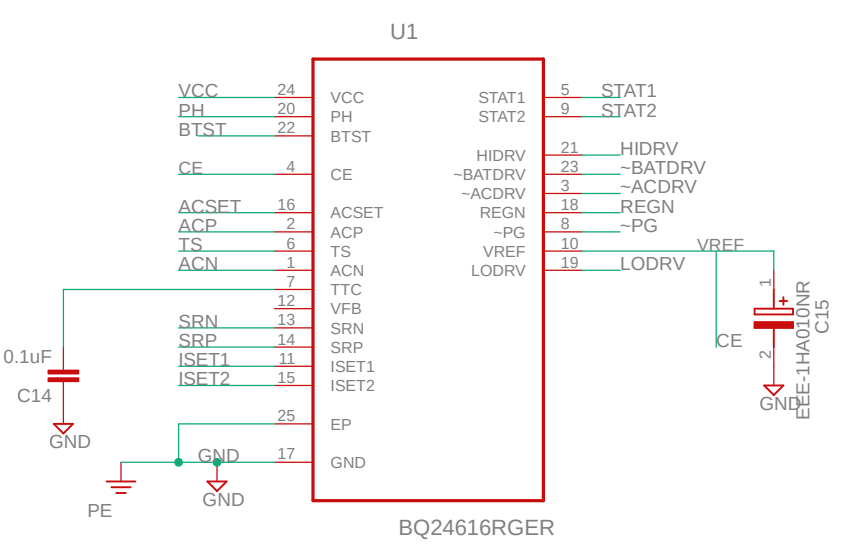 U1
VCC 24 VCC STAT1 5 STAT1
PH 20 PH STAT2 9 STAT2
BTST 22 BTST
HIDRV 21 HIDRV
CE 4 CE ~BATDRV 23 ~BATDRV
~ACDRV 3 ~ACDRV
ACSET 16 ACSET REGN 18 REGN
ACP 2 ACP ~PG 8 ~PG
TS 6 TS VREF 10 VREF
ACN 1 ACN LODRV 19 LODRV
7 TTC
12 VFB
SRN 13 SRN
SRP 14 SRP
ISET1 11 ISET1
ISET2 15 ISET2
25 EP
GND 17 GND
0.1uF
C14
GND
PE
GND
1
+
2
CE
EEE-1HA010NR
C15
GND
BQ24616RGER